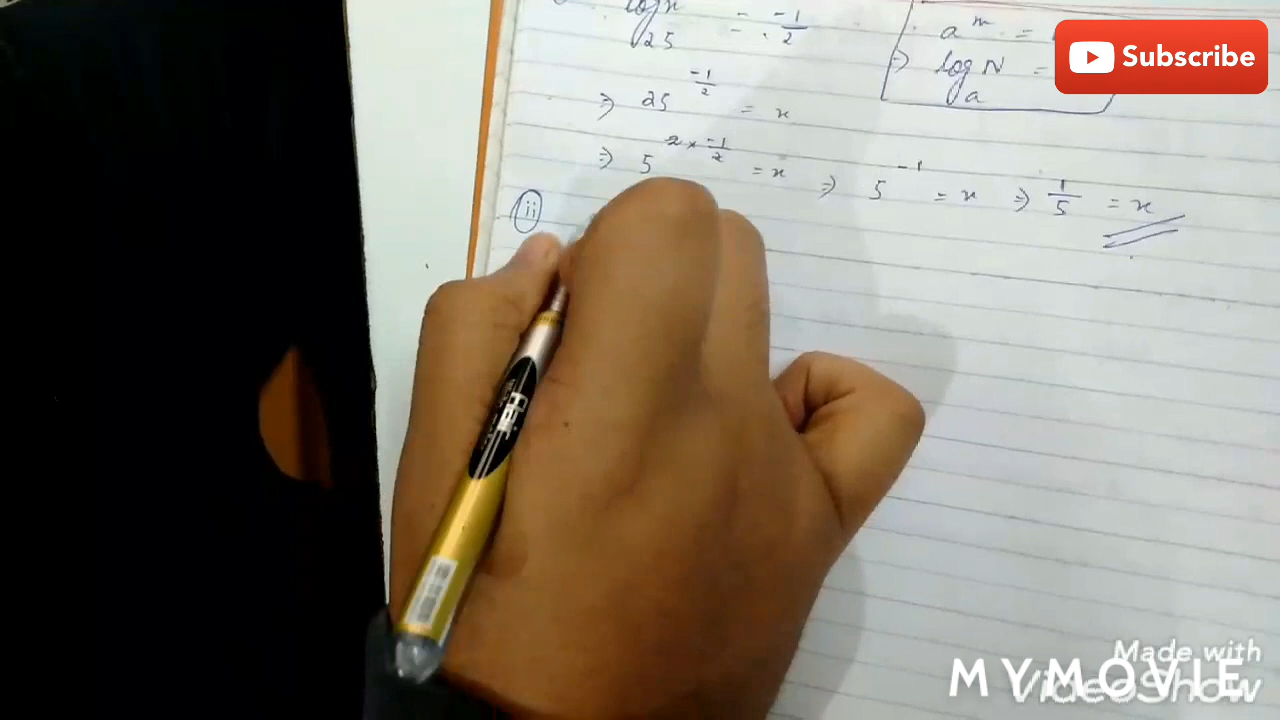 log x
25 = -1/2
a^m =
⇒ log N =
a
Subscribe
⇒ 25^(-1/2) = x
⇒ 5^(2 × -1/2) = x ⇒ 5^(-1) = x ⇒ 1/5 = x
ii
Made with
VideoShow
MYMOVIE